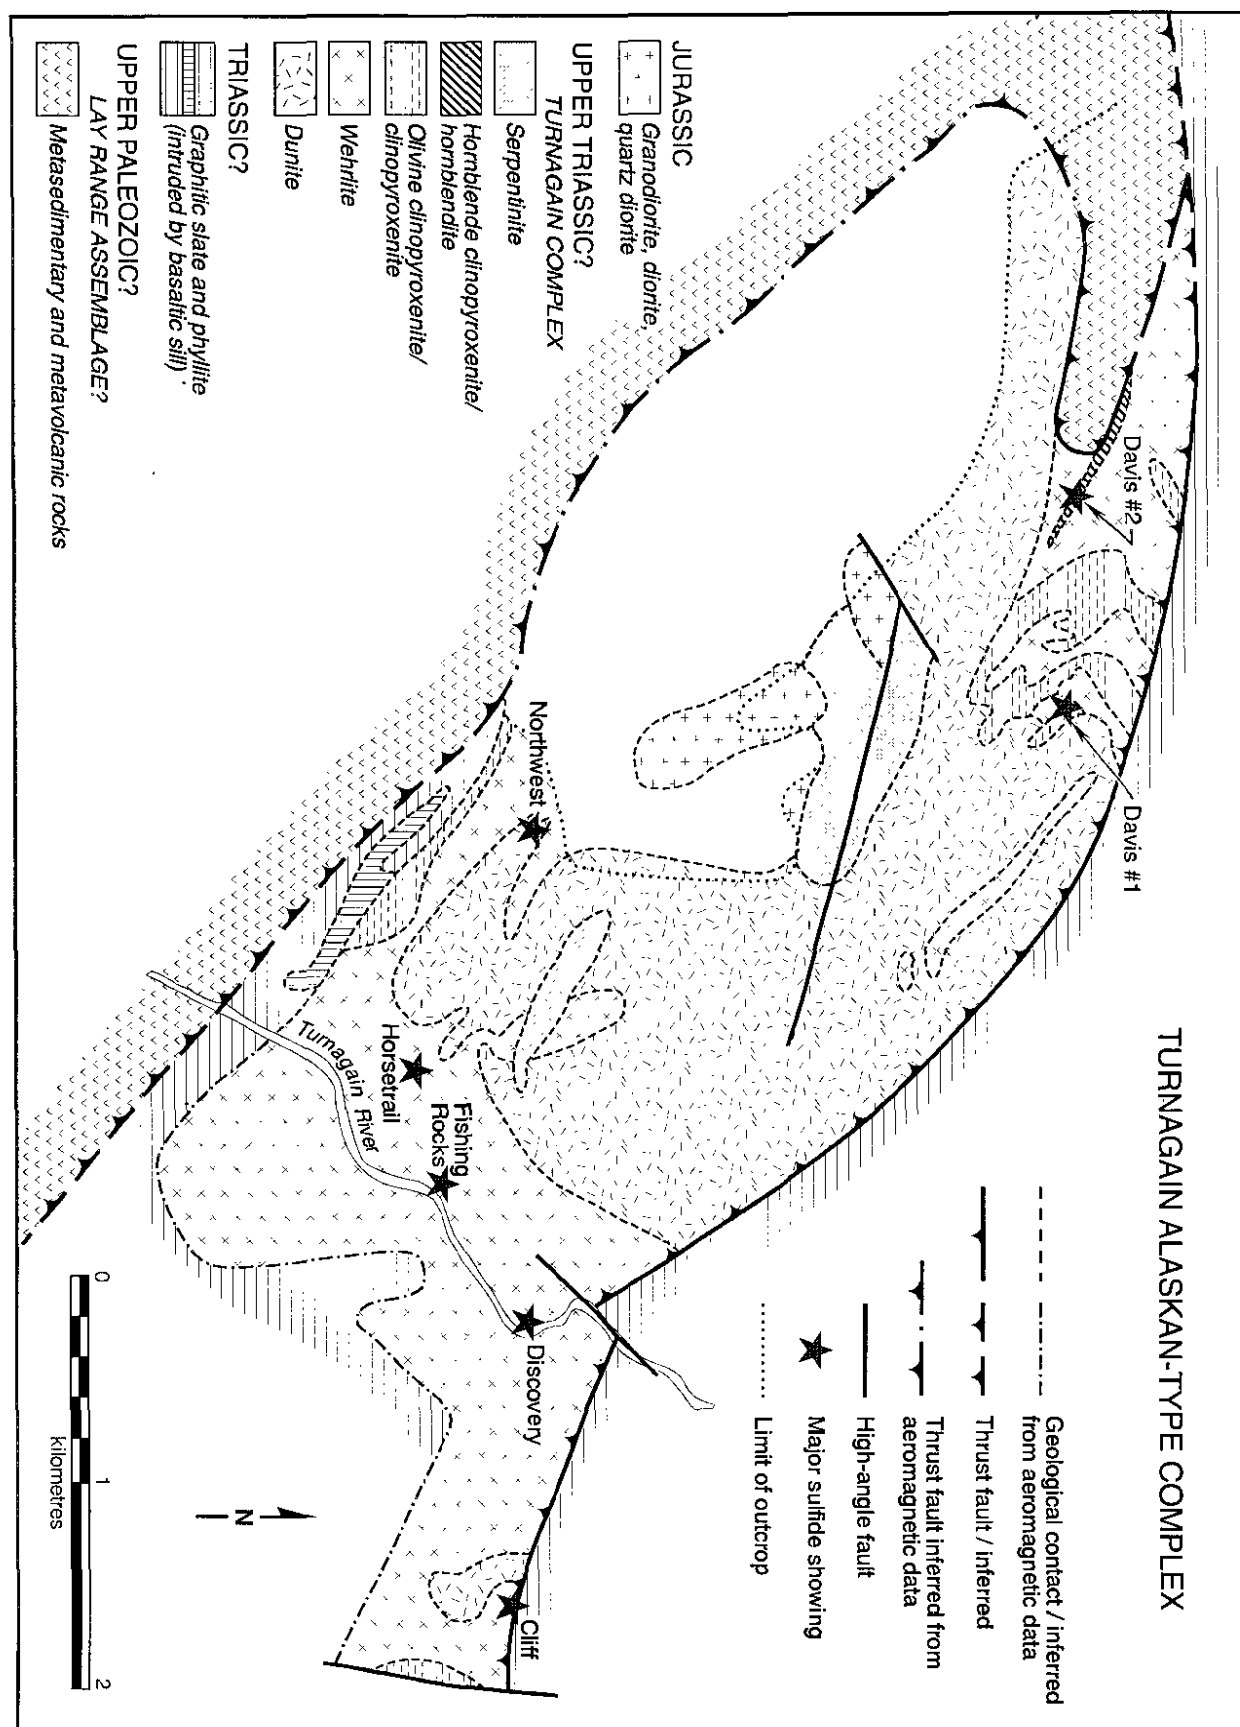 TURNAGAIN ALASKAN-TYPE COMPLEX
Geological contact / inferred
from aeromagnetic data
Thrust fault / inferred
Thrust fault inferred from
aeromagnetic data
High-angle fault
Major sulfide showing
Limit of outcrop
Davis #2
Davis #1
Northwest
Horsetrail
Fishing
Rocks
Turnagain River
Discovery
Cliff
N
0 1 2
kilometres
JURASSIC
Granodiorite, diorite,
quartz diorite
UPPER TRIASSIC?
TURNAGAIN COMPLEX
Serpentinite
Hornblende clinopyroxenite/
hornblendite
Olivine clinopyroxenite/
clinopyroxenite
Wehrlite
Dunite
TRIASSIC?
Graphitic slate and phyllite
(intruded by basaltic sill)
UPPER PALEOZOIC?
LAY RANGE ASSEMBLAGE?
Metasedimentary and metavolcanic rocks